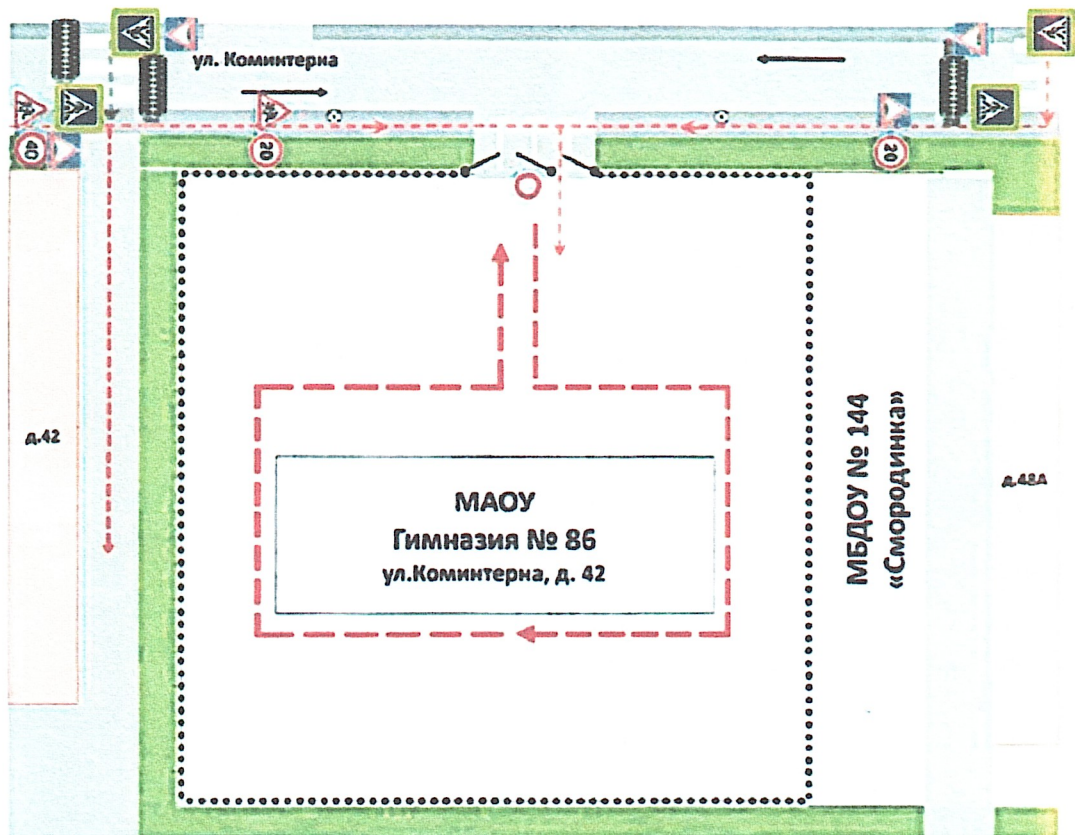 ул. Коминтерна
40
20
20
д.42
МАОУ
Гимназия № 86
ул.Коминтерна, д. 42
МБДОУ № 144
«Смородинка»
д.48А